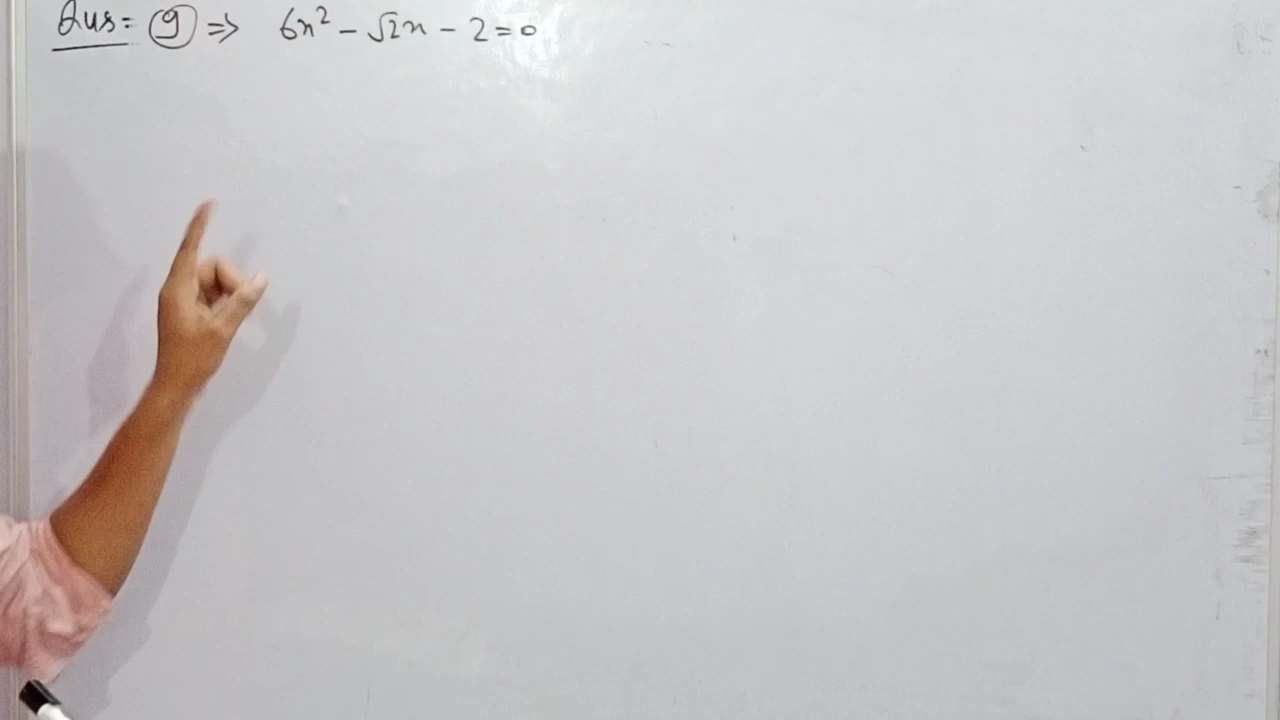 Qus: 9 ⇒ 6x² - √2x - 2 = 0